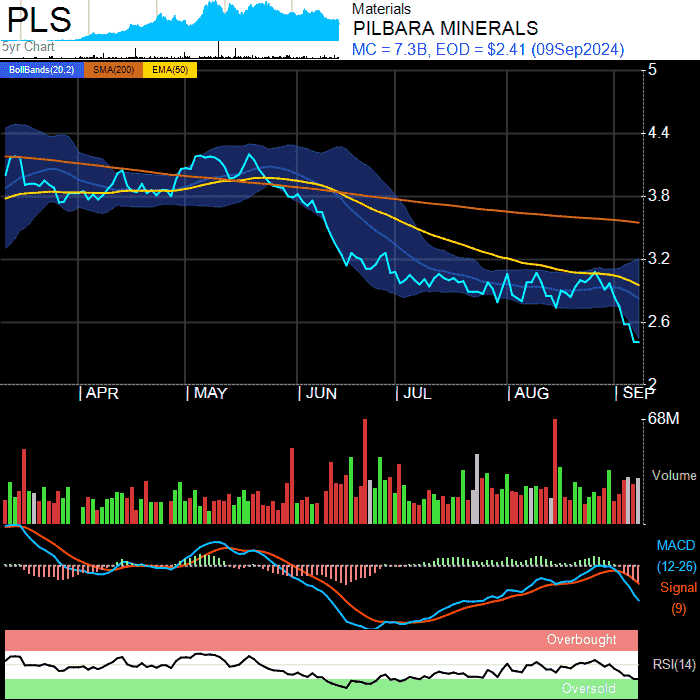 PLS
5yr Chart
Materials
PILBARA MINERALS
MC = 7.3B, EOD = $2.41 (09Sep2024)
BollBands(20,2) SMA(200) EMA(50)
5
4.4
3.8
3.2
2.6
2
APR MAY JUN JUL AUG SEP
68M
Volume
MACD
(12-26)
Signal
(9)
Overbought
RSI(14)
Oversold